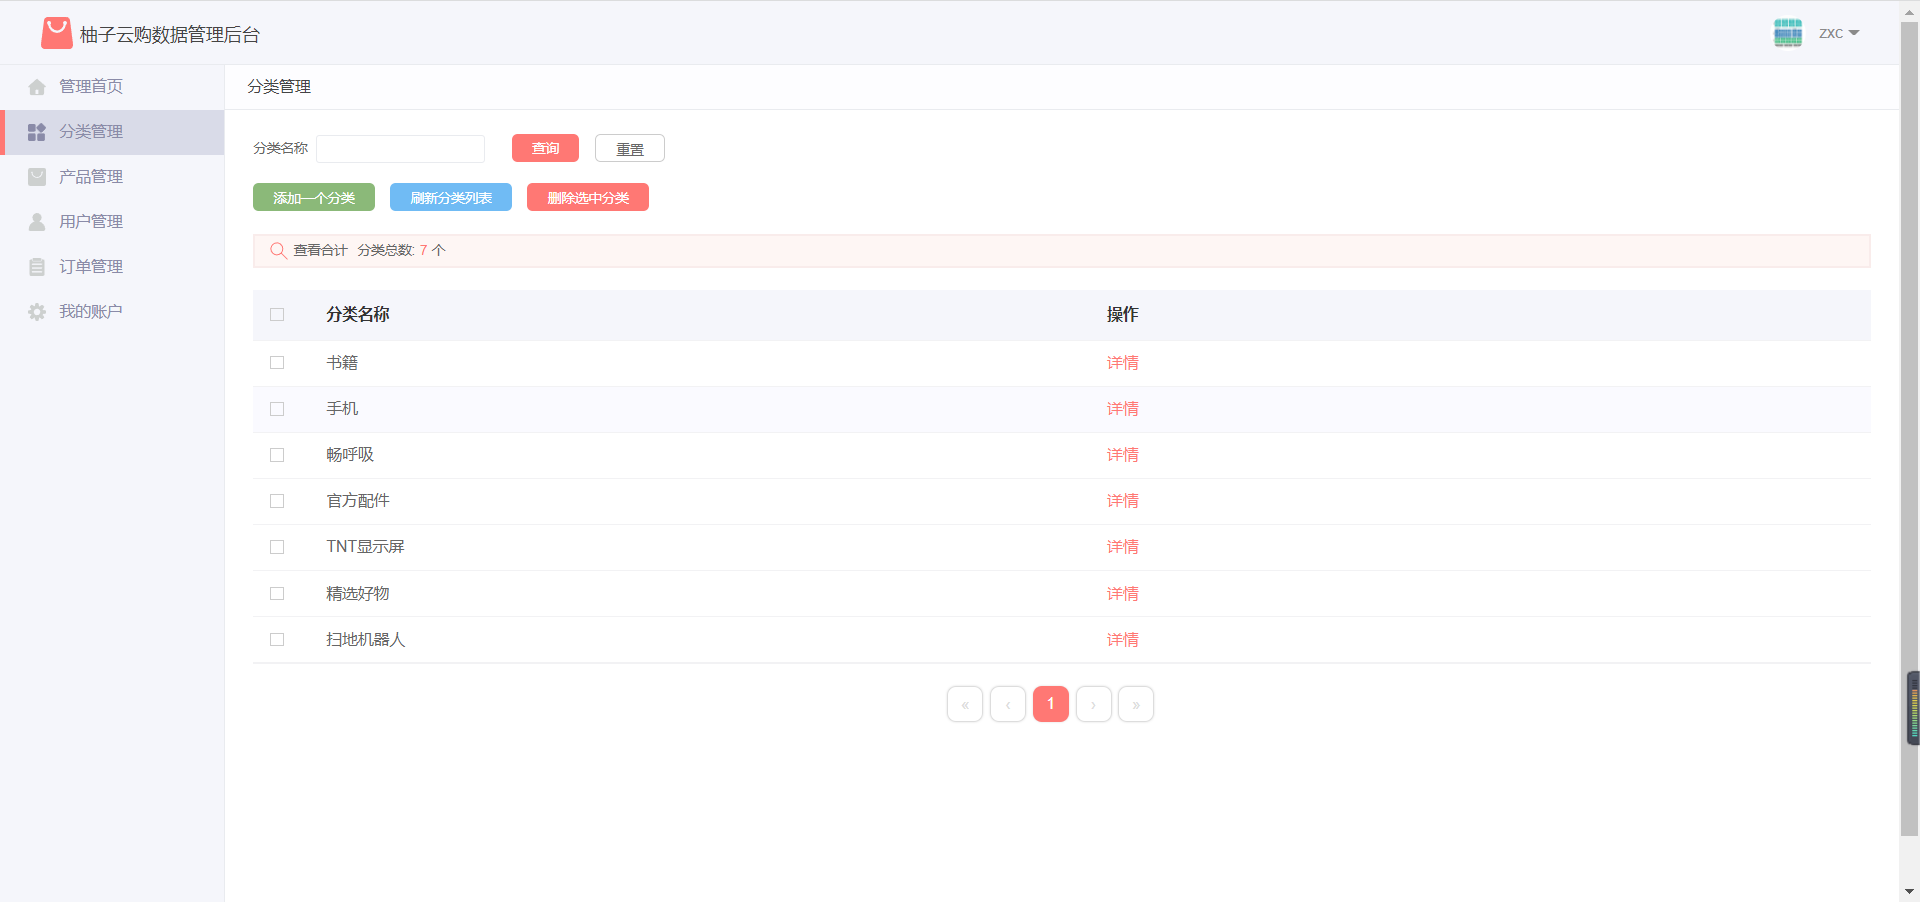 柚子云购数据管理后台
zxc
管理首页
分类管理
产品管理
用户管理
订单管理
我的账户
分类管理
分类名称 查询 重置
添加一个分类 刷新分类列表 删除选中分类
查看合计 分类总数: 7 个
分类名称 操作
书籍 详情
手机 详情
畅呼吸 详情
官方配件 详情
TNT显示屏 详情
精选好物 详情
扫地机器人 详情
« ‹ 1 › »